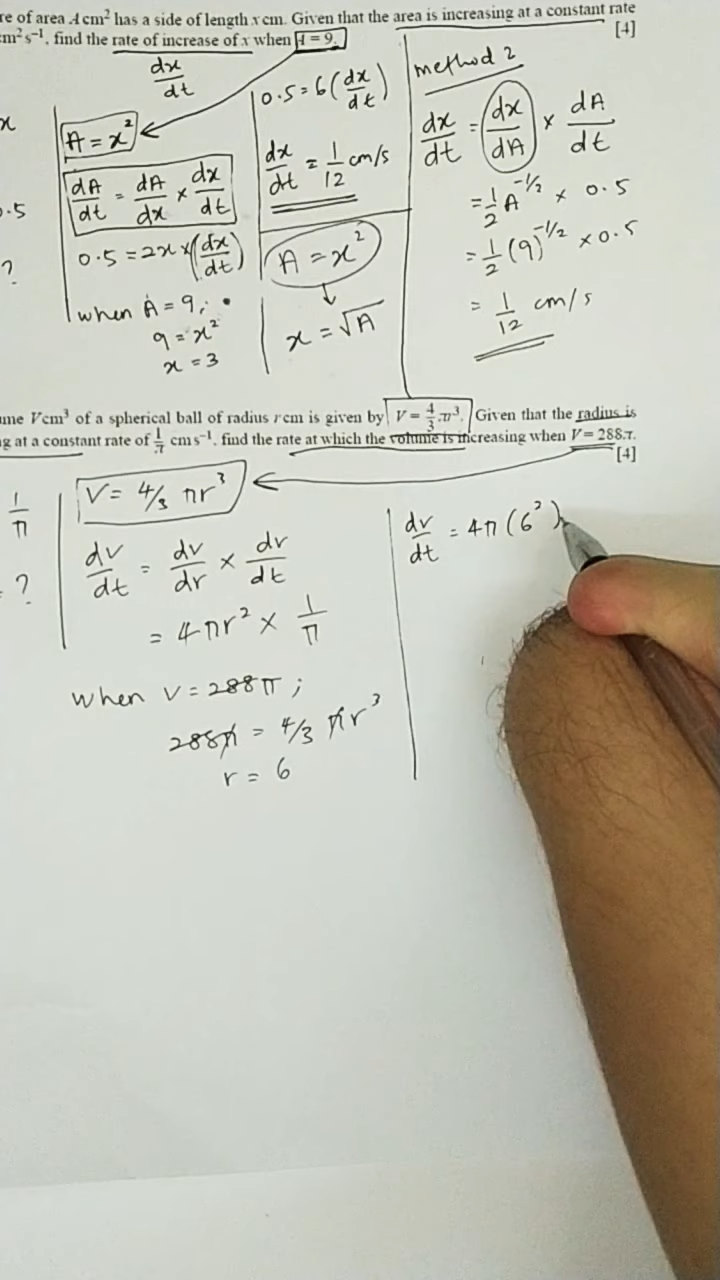 re of area A cm² has a side of length x cm. Given that the area is increasing at a constant rate
cm² s⁻¹, find the rate of increase of x when A = 9.
[4]
dx/dt
x
0.5
?
A = x²
dA/dt = dA/dx × dx/dt
0.5 = 2x × (dx/dt)
when A = 9;
9 = x²
x = 3
0.5 = 6 (dx/dt)
dx/dt = 1/12 cm/s
A = x²
x = √A
method 2
dx/dt = dx/dA × dA/dt
= 1/2 A^-1/2 × 0.5
= 1/2 (9)^-1/2 × 0.5
= 1/12 cm/s
me V cm³ of a spherical ball of radius r cm is given by V = 4/3 πr³. Given that the radius is
g at a constant rate of 1/π cm s⁻¹, find the rate at which the volume is increasing when V = 288π.
[4]
1/π
?
V = 4/3 πr³
dv/dt = dv/dr × dr/dt
= 4πr² × 1/π
when V = 288π;
288π = 4/3 πr³
r = 6
dv/dt = 4π (6²)